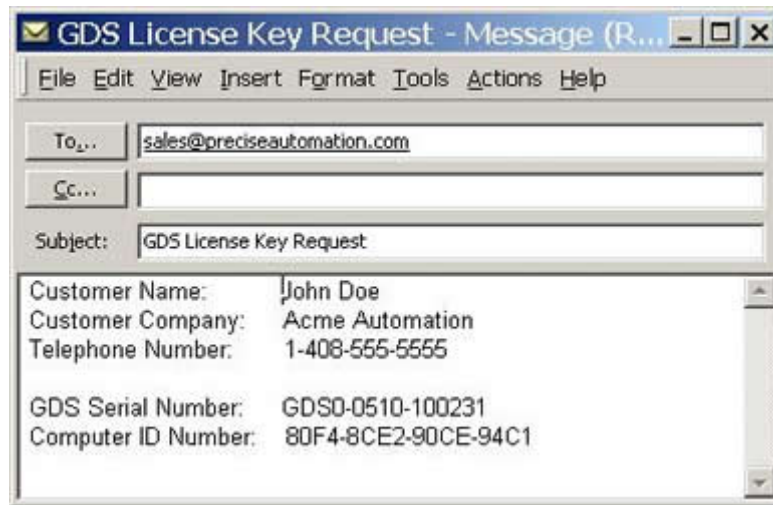 GDS License Key Request - Message (R...
File Edit View Insert Format Tools Actions Help
To... sales@preciseautomation.com
Cc...
Subject: GDS License Key Request
Customer Name: John Doe
Customer Company: Acme Automation
Telephone Number: 1-408-555-5555
GDS Serial Number: GDS0-0510-100231
Computer ID Number: 80F4-8CE2-90CE-94C1